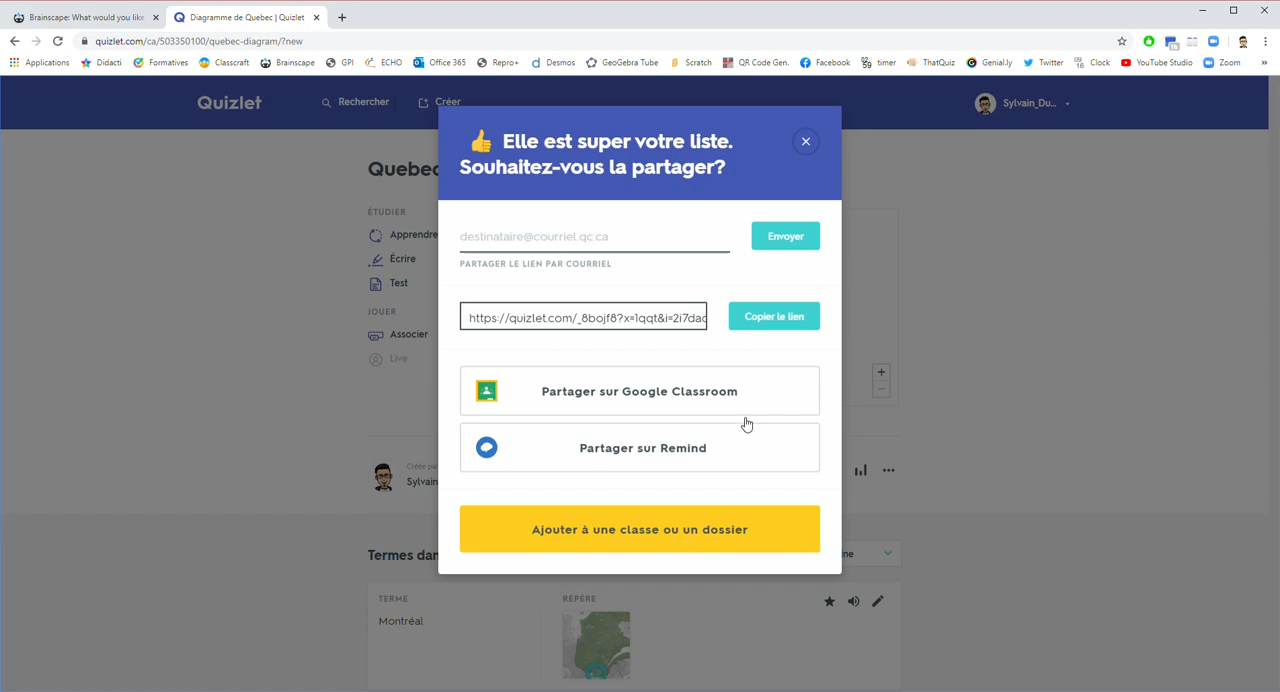 Brainscape: What would you like
Diagramme de Quebec | Quizlet
quizlet.com/ca/503350100/quebec-diagram/?new
Applications Didacti Formatives Classcraft Brainscape GPI ECHO Office 365 Repro Desmos GeoGebra Tube Scratch QR Code Gen. Facebook timer ThatQuiz Genial.ly Twitter Clock YouTube Studio Zoom »
Quizlet
Rechercher
Créer
Sylvain_Du...
👍 Elle est super votre liste.
Souhaitez-vous la partager?
Quebec
ÉTUDIER
Apprendre
Écrire
Test
JOUER
Associer
Live
destinataire@courriel.qc.ca
Envoyer
PARTAGER LE LIEN PAR COURRIEL
https://quizlet.com/_8bojf8?x=1qqt&i=2i7dac
Copier le lien
Partager sur Google Classroom
Partager sur Remind
Ajouter à une classe ou un dossier
+
−
Créée par
Sylvain
Termes dan
ine
TERME
REPÈRE
Montréal